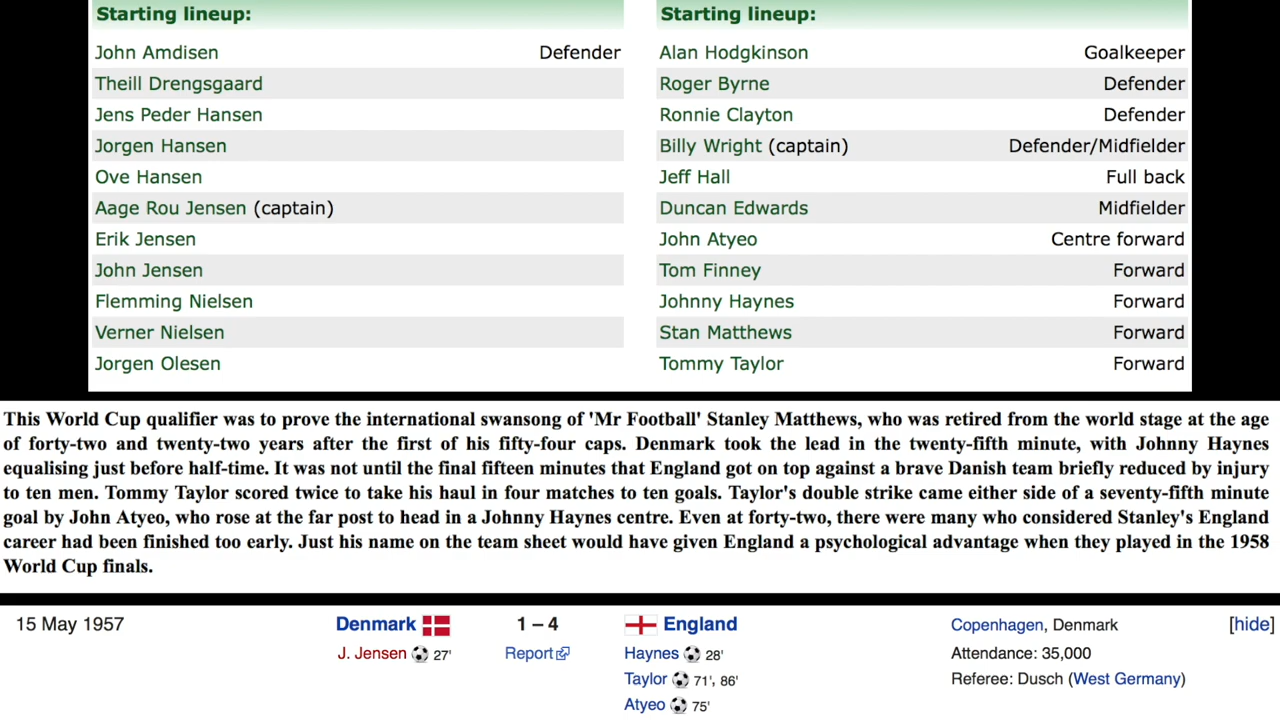 Starting lineup:
John Amdisen Defender
Theill Drengsgaard
Jens Peder Hansen
Jorgen Hansen
Ove Hansen
Aage Rou Jensen (captain)
Erik Jensen
John Jensen
Flemming Nielsen
Verner Nielsen
Jorgen Olesen
Starting lineup:
Alan Hodgkinson Goalkeeper
Roger Byrne Defender
Ronnie Clayton Defender
Billy Wright (captain) Defender/Midfielder
Jeff Hall Full back
Duncan Edwards Midfielder
John Atyeo Centre forward
Tom Finney Forward
Johnny Haynes Forward
Stan Matthews Forward
Tommy Taylor Forward
This World Cup qualifier was to prove the international swansong of 'Mr Football' Stanley Matthews, who was retired from the world stage at the age
of forty-two and twenty-two years after the first of his fifty-four caps. Denmark took the lead in the twenty-fifth minute, with Johnny Haynes
equalising just before half-time. It was not until the final fifteen minutes that England got on top against a brave Danish team briefly reduced by injury
to ten men. Tommy Taylor scored twice to take his haul in four matches to ten goals. Taylor's double strike came either side of a seventy-fifth minute
goal by John Atyeo, who rose at the far post to head in a Johnny Haynes centre. Even at forty-two, there were many who considered Stanley's England
career had been finished too early. Just his name on the team sheet would have given England a psychological advantage when they played in the 1958
World Cup finals.
15 May 1957 Denmark 1 – 4 England Copenhagen, Denmark [hide]
J. Jensen 27' Report Haynes 28' Attendance: 35,000
Taylor 71', 86' Referee: Dusch (West Germany)
Atyeo 75'